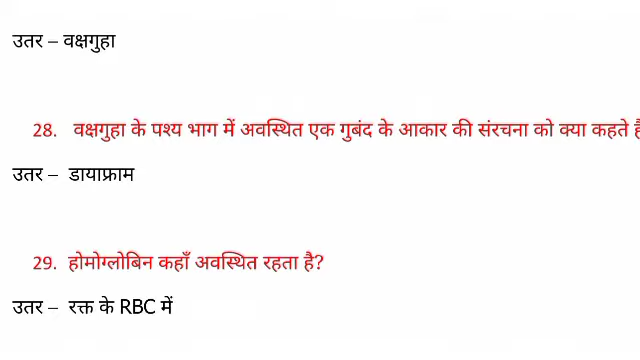 उतर – वक्षगुहा
28. वक्षगुहा के पश्य भाग में अवस्थित एक गुबंद के आकार की संरचना को क्या कहते है
उतर – डायाफ्राम
29. होमोग्लोबिन कहाँ अवस्थित रहता है?
उतर – रक्त के RBC में